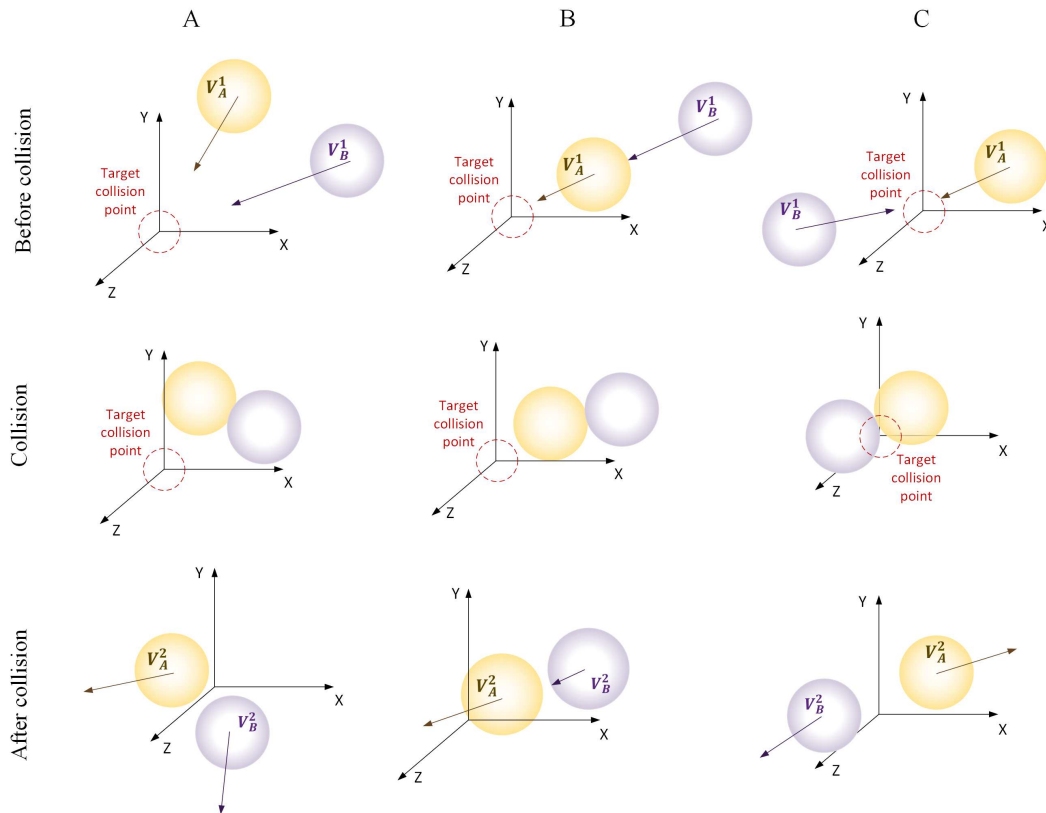 A
B
C
Before collision
V_A^1
V_B^1
Y
Target
collision
point
X
Z
V_B^1
V_A^1
Y
Target
collision
point
X
Z
V_A^1
V_B^1
Y
Target
collision
point
X
Z
Collision
Y
Target
collision
point
X
Z
Y
Target
collision
point
X
Z
Y
X
Z
Target
collision
point
After collision
Y
V_A^2
V_B^2
X
Z
Y
V_A^2
V_B^2
X
Z
Y
V_A^2
V_B^2
X
Z